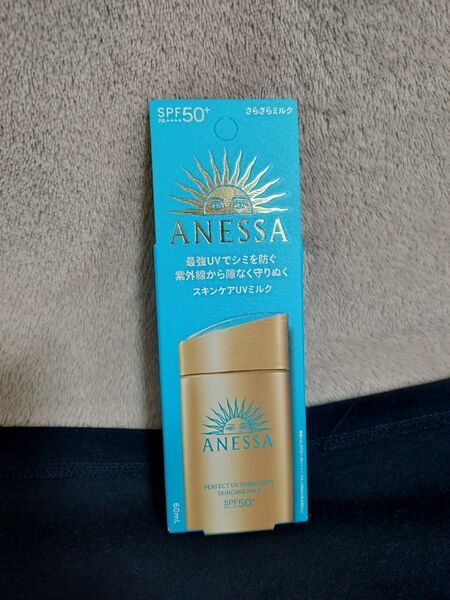 SPF50+
PA++++
さらさらミルク
ANESSA
最強UVでシミを防ぐ
紫外線から隙なく守りぬく
スキンケアUVミルク
ANESSA
PERFECT UV SUNSCREEN
SKINCARE MILK
SPF50+
PA++++
60mL